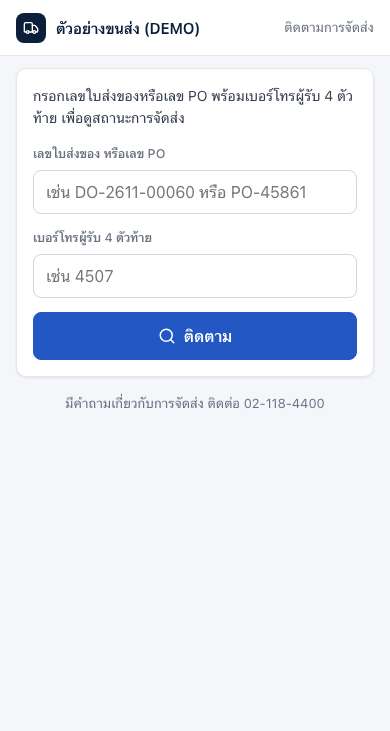 ตัวอย่างขนส่ง (DEMO)
ติดตามการจัดส่ง
กรอกเลขใบส่งของหรือเลข PO พร้อมเบอร์โทรผู้รับ 4 ตัว
ท้าย เพื่อดูสถานะการจัดส่ง
เลขใบส่งของ หรือเลข PO
เช่น DO-2611-00060 หรือ PO-45861
เบอร์โทรผู้รับ 4 ตัวท้าย
เช่น 4507
ติดตาม
มีคำถามเกี่ยวกับการจัดส่ง ติดต่อ 02-118-4400